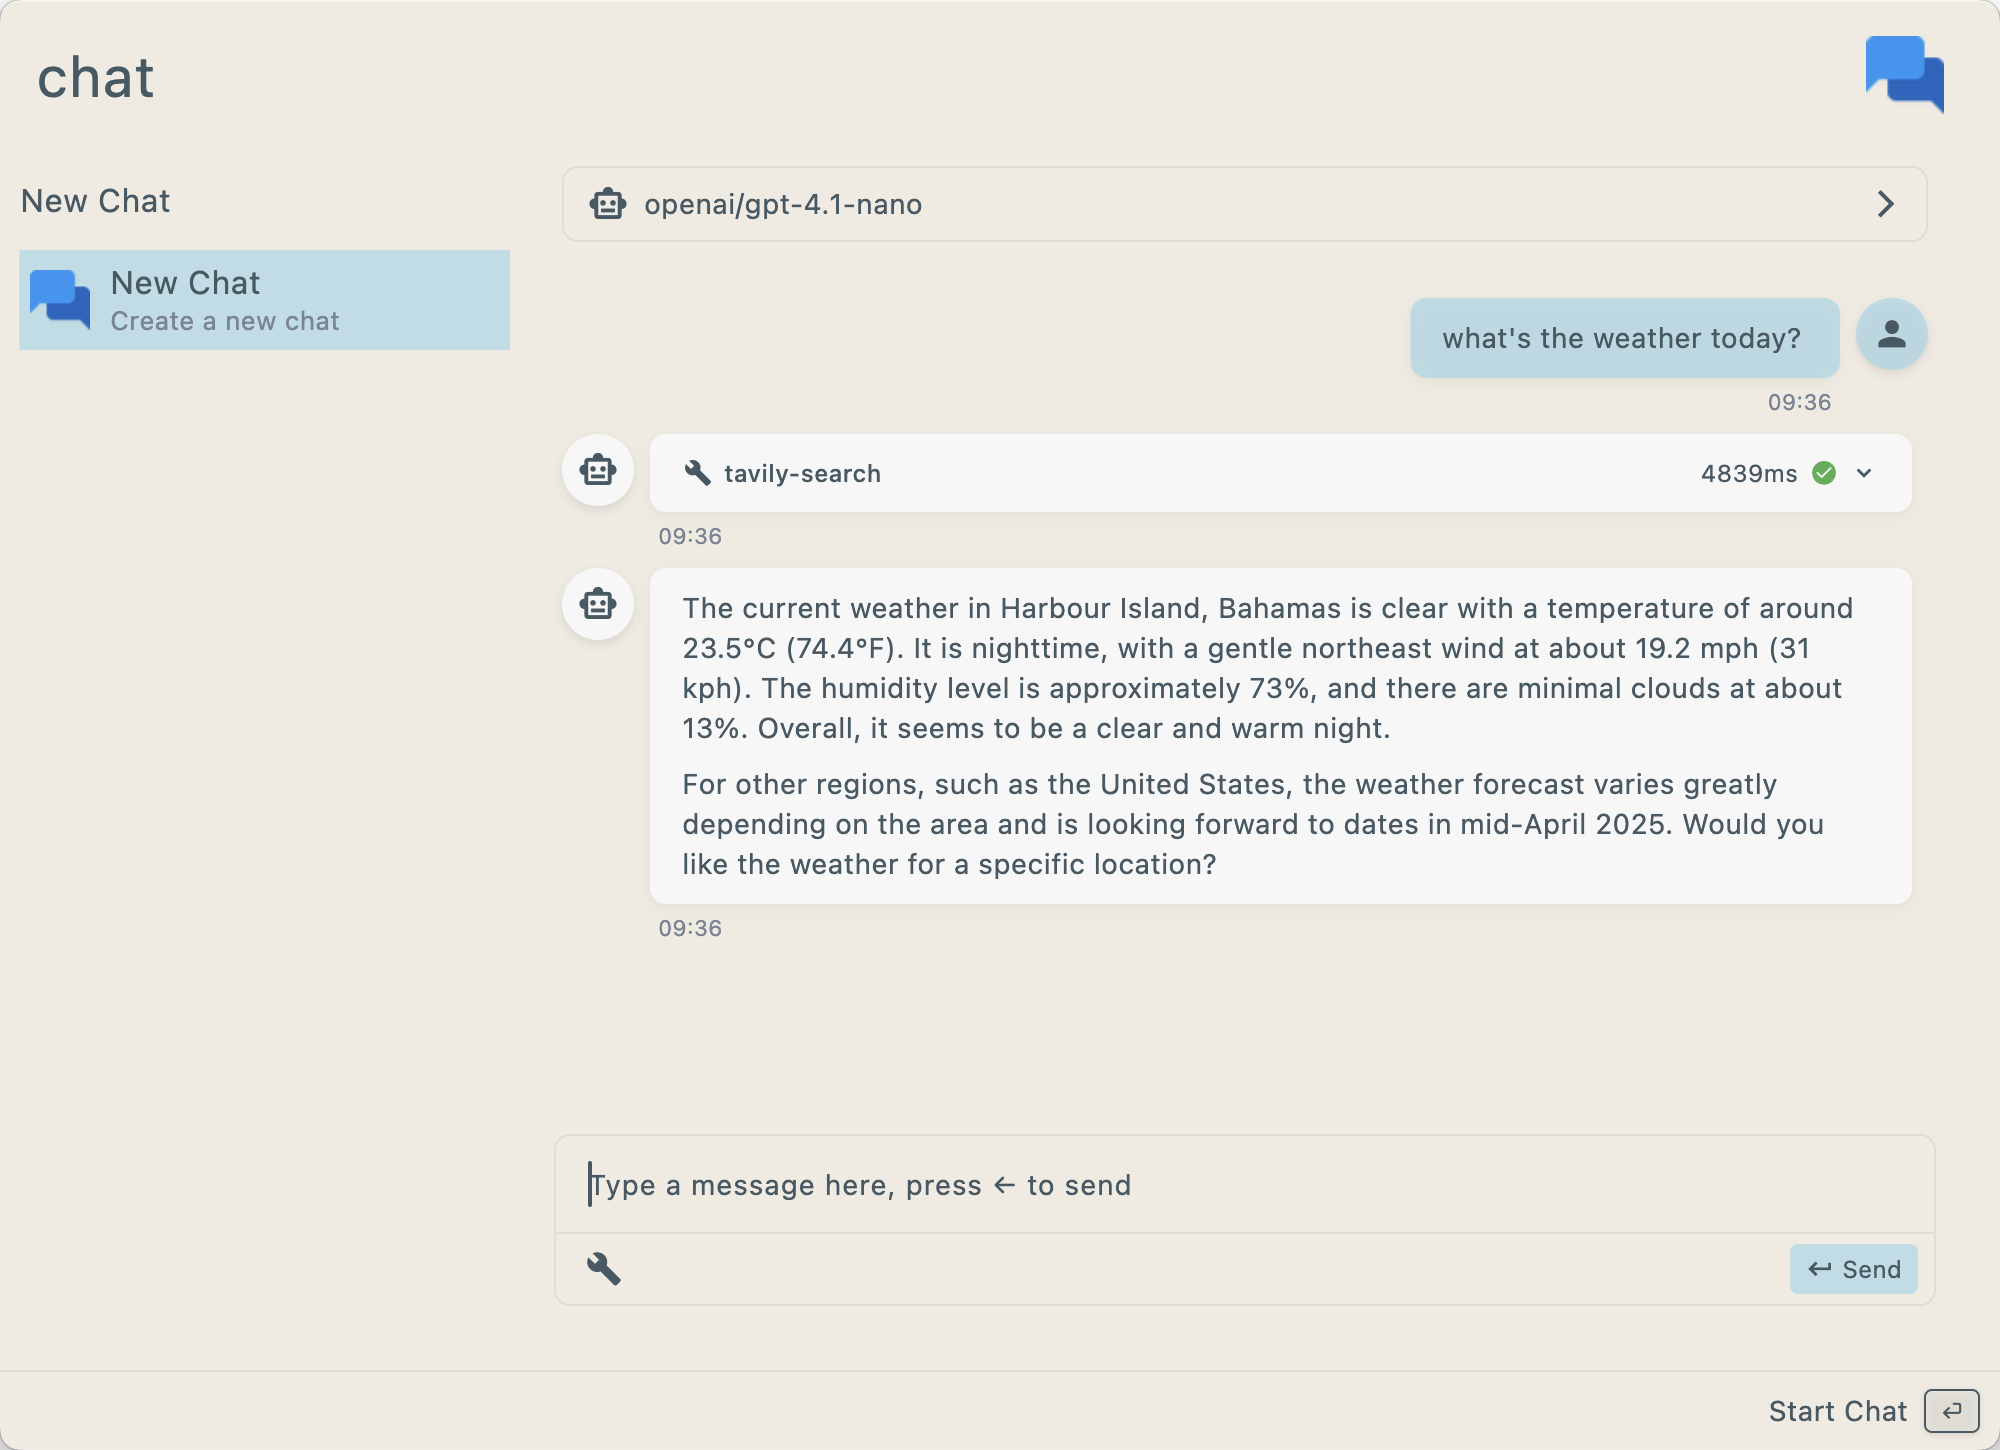 chat
New Chat
New Chat
Create a new chat
openai/gpt-4.1-nano
what's the weather today?
09:36
tavily-search 4839ms
09:36
The current weather in Harbour Island, Bahamas is clear with a temperature of around
23.5°C (74.4°F). It is nighttime, with a gentle northeast wind at about 19.2 mph (31
kph). The humidity level is approximately 73%, and there are minimal clouds at about
13%. Overall, it seems to be a clear and warm night.
For other regions, such as the United States, the weather forecast varies greatly
depending on the area and is looking forward to dates in mid-April 2025. Would you
like the weather for a specific location?
09:36
Type a message here, press ← to send
↵ Send
Start Chat ↵